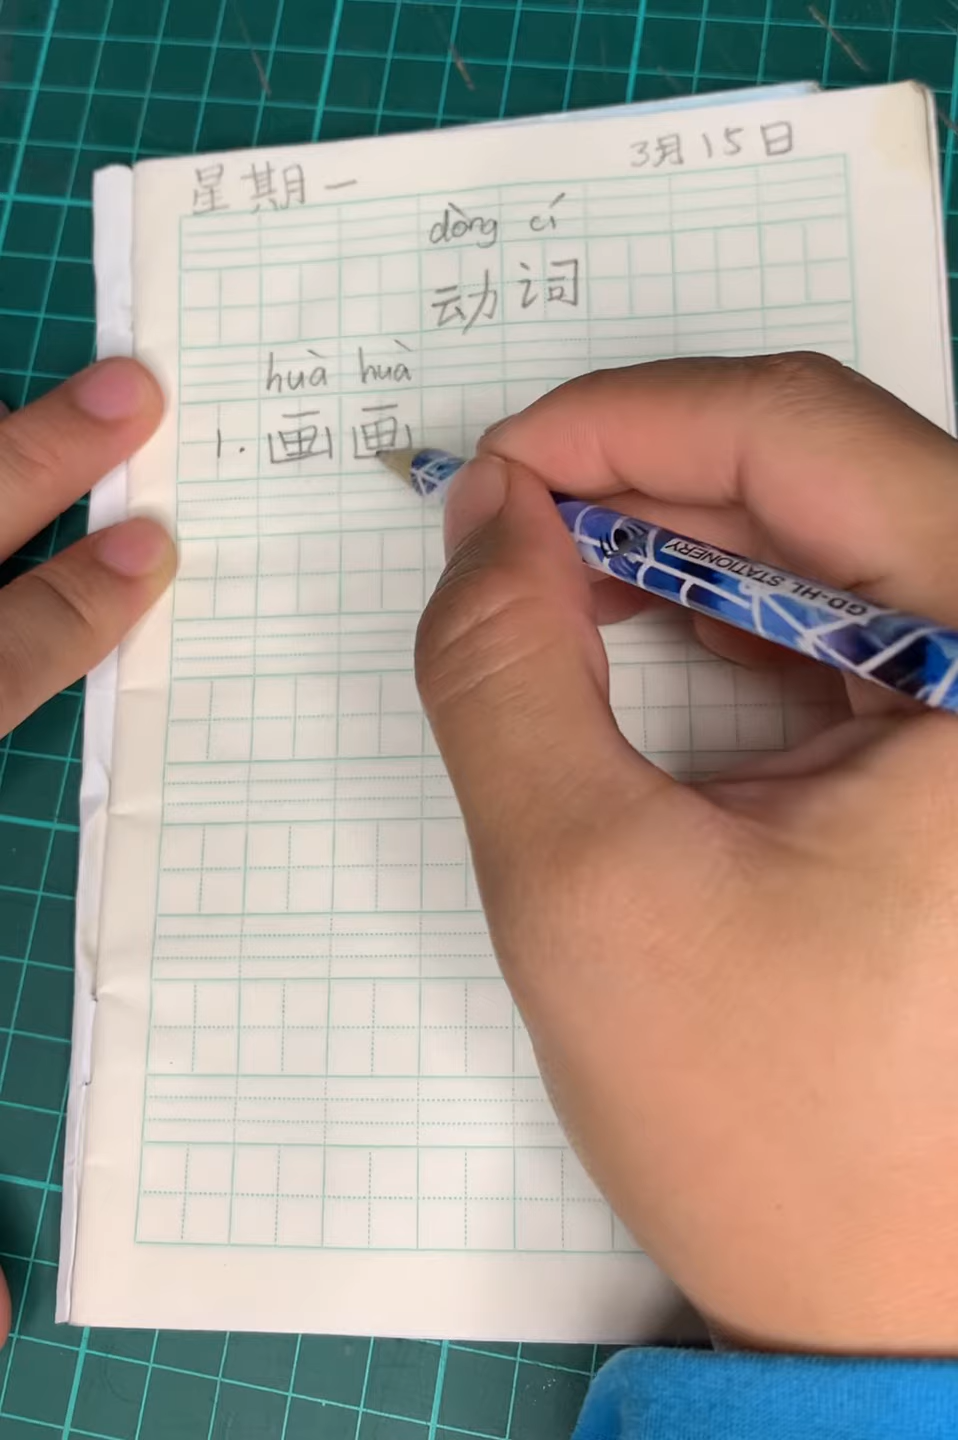 星期一 3月15日
dòng cí
动词
huà huà
1. 画画
GD-HL STATIONERY